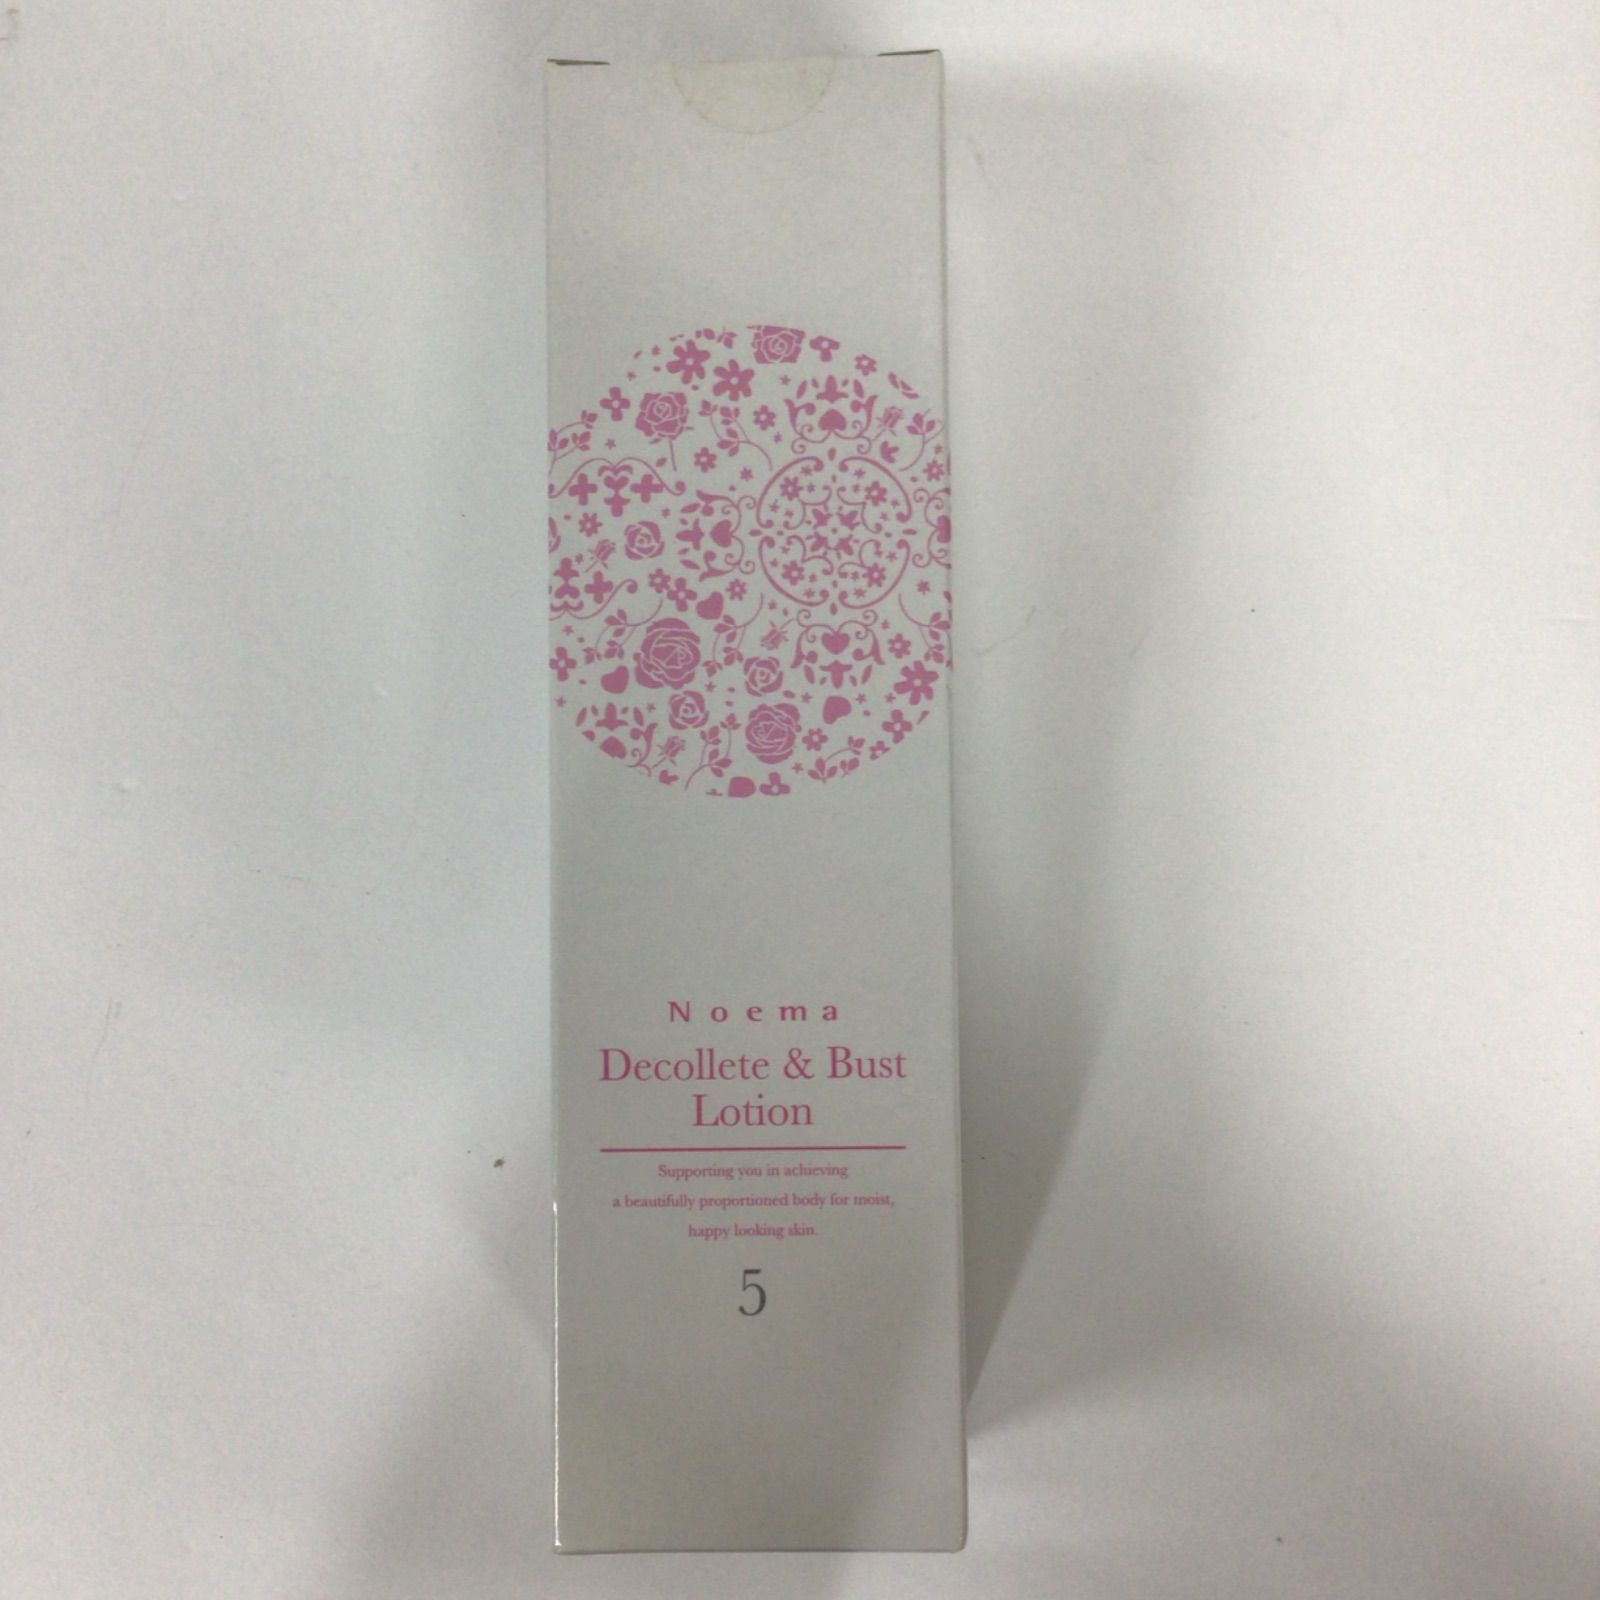 Noema
Decollete & Bust
Lotion
Supporting you in achieving
a beautifully proportioned body for moist,
happy looking skin.
5